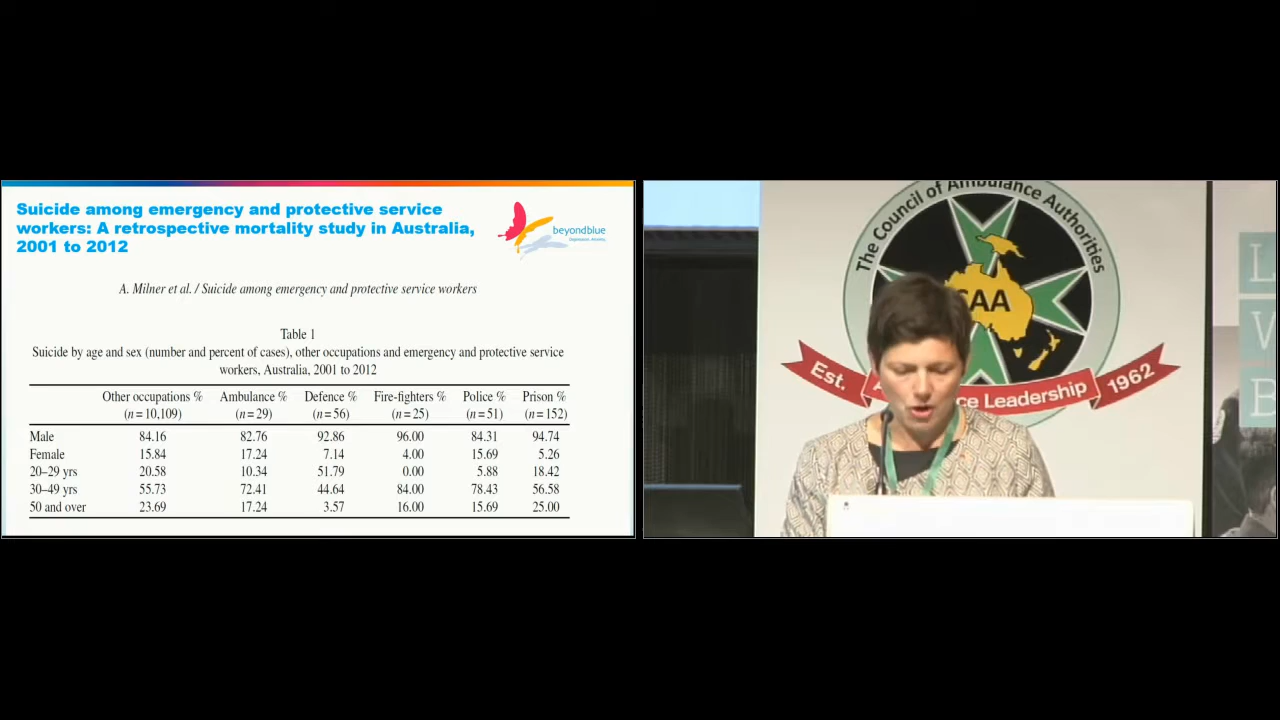 Suicide among emergency and protective service
workers: A retrospective mortality study in Australia,
2001 to 2012
beyondblue
Depression. Anxiety.
A. Milner et al. / Suicide among emergency and protective service workers
Table 1
Suicide by age and sex (number and percent of cases), other occupations and emergency and protective service
workers, Australia, 2001 to 2012
Other occupations % Ambulance % Defence % Fire-fighters % Police % Prison %
(n = 10,109) (n = 29) (n = 56) (n = 25) (n = 51) (n = 152)
Male 84.16 82.76 92.86 96.00 84.31 94.74
Female 15.84 17.24 7.14 4.00 15.69 5.26
20–29 yrs 20.58 10.34 51.79 0.00 5.88 18.42
30–49 yrs 55.73 72.41 44.64 84.00 78.43 56.58
50 and over 23.69 17.24 3.57 16.00 15.69 25.00
The Council of Ambulance Authorities
AA
Est.
ce Leadership
1962
L
V
B